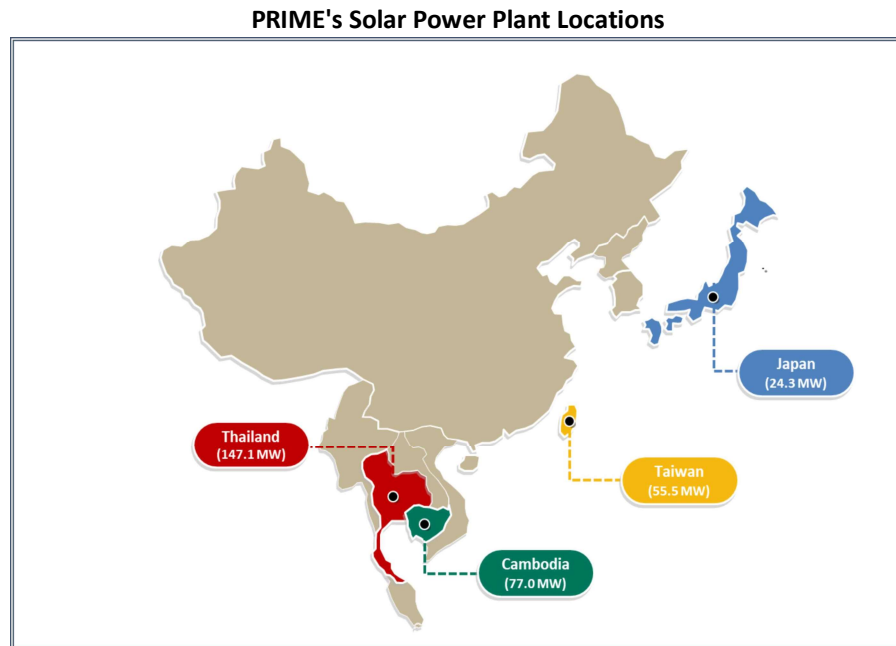 PRIME's Solar Power Plant Locations
Japan
(24.3 MW)
Thailand
(147.1 MW)
Taiwan
(55.5 MW)
Cambodia
(77.0 MW)